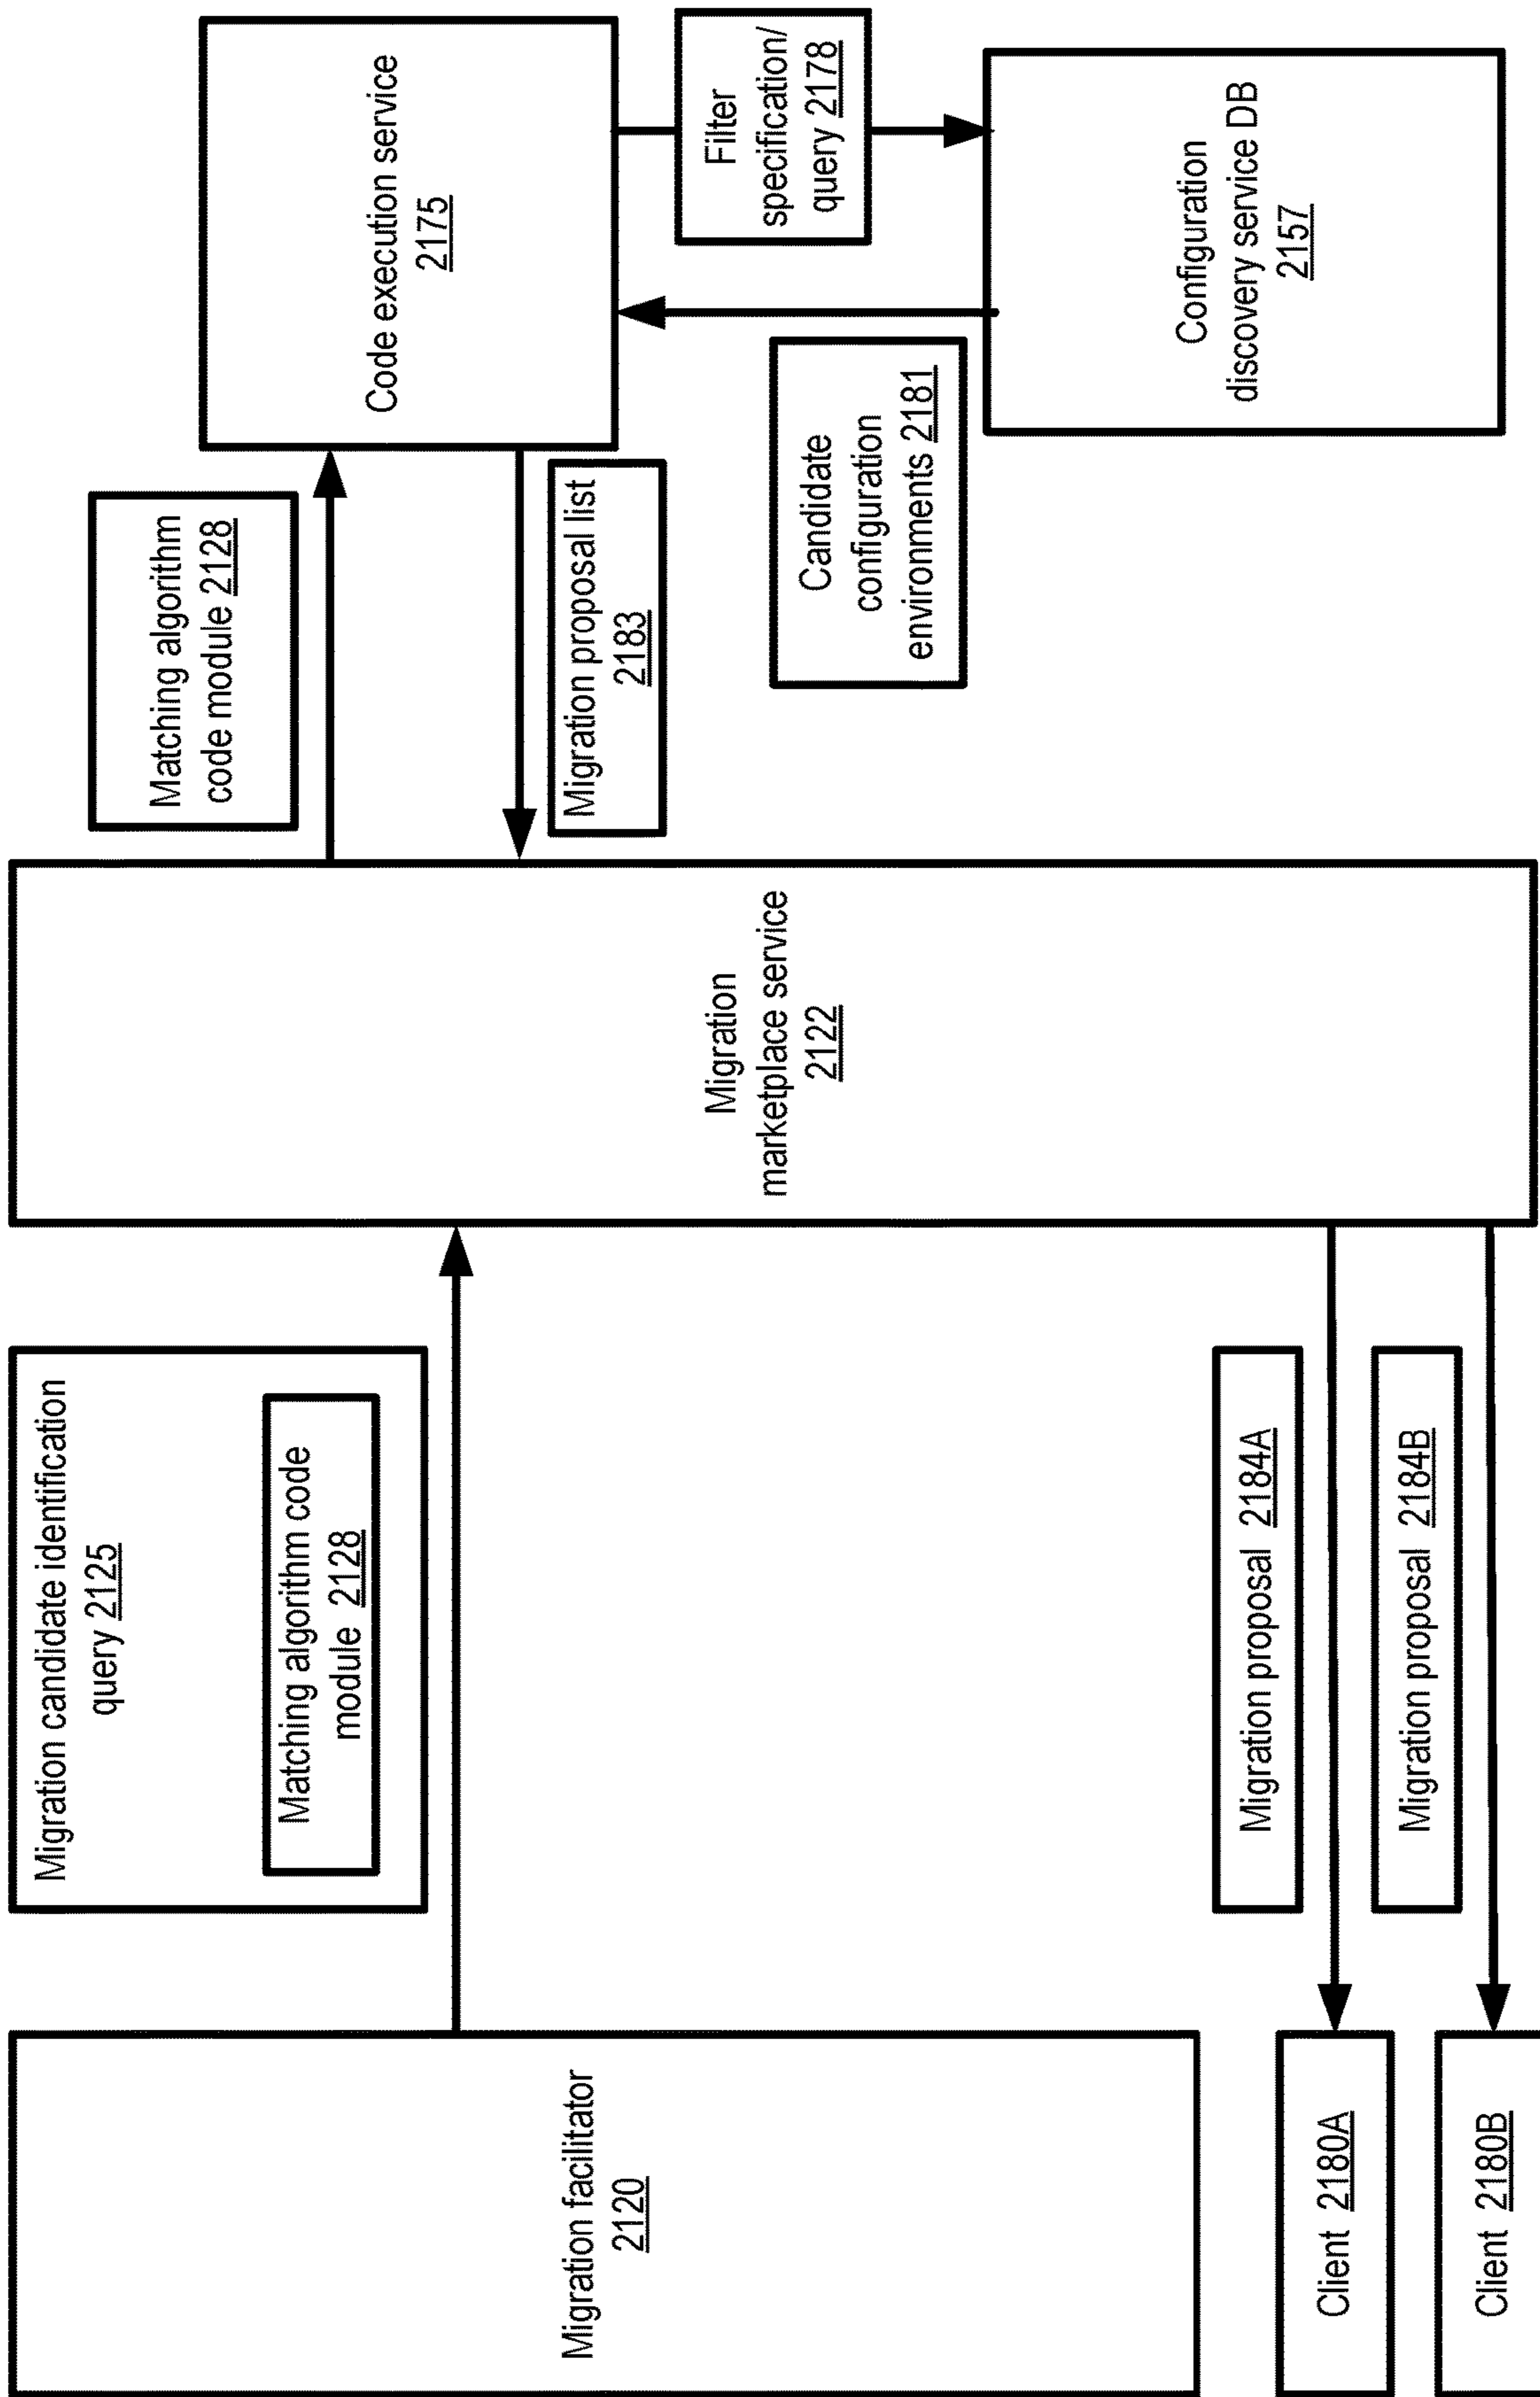 Migration facilitator
2120
Client 2180A
Client 2180B
Migration candidate identification
query 2125
Matching algorithm code
module 2128
Migration proposal 2184A
Migration proposal 2184B
Migration
marketplace service
2122
Matching algorithm
code module 2128
Migration proposal list
2183
Code execution service
2175
Filter
specification/
query 2178
Candidate
configuration
environments 2181
Configuration
discovery service DB
2157